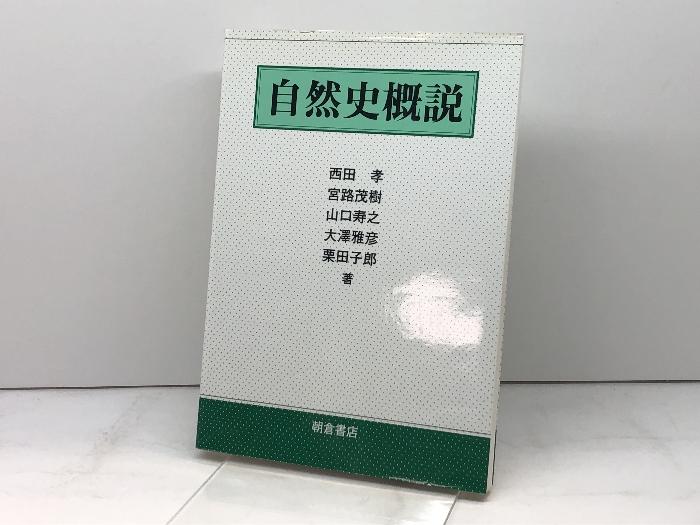 自然史概説
西田 孝
宮路茂樹
山口寿之
大澤雅彦
栗田子郎
著
朝倉書店